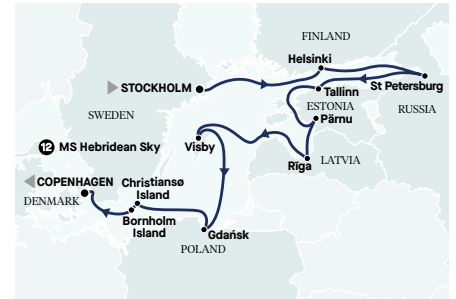 FINLAND
Helsinki
STOCKHOLM
Tallinn
St Petersburg
ESTONIA
RUSSIA
SWEDEN
Pärnu
12 MS Hebridean Sky
Visby
Rīga
LATVIA
COPENHAGEN
Christiansø
Island
DENMARK
Bornholm
Island
Gdańsk
POLAND